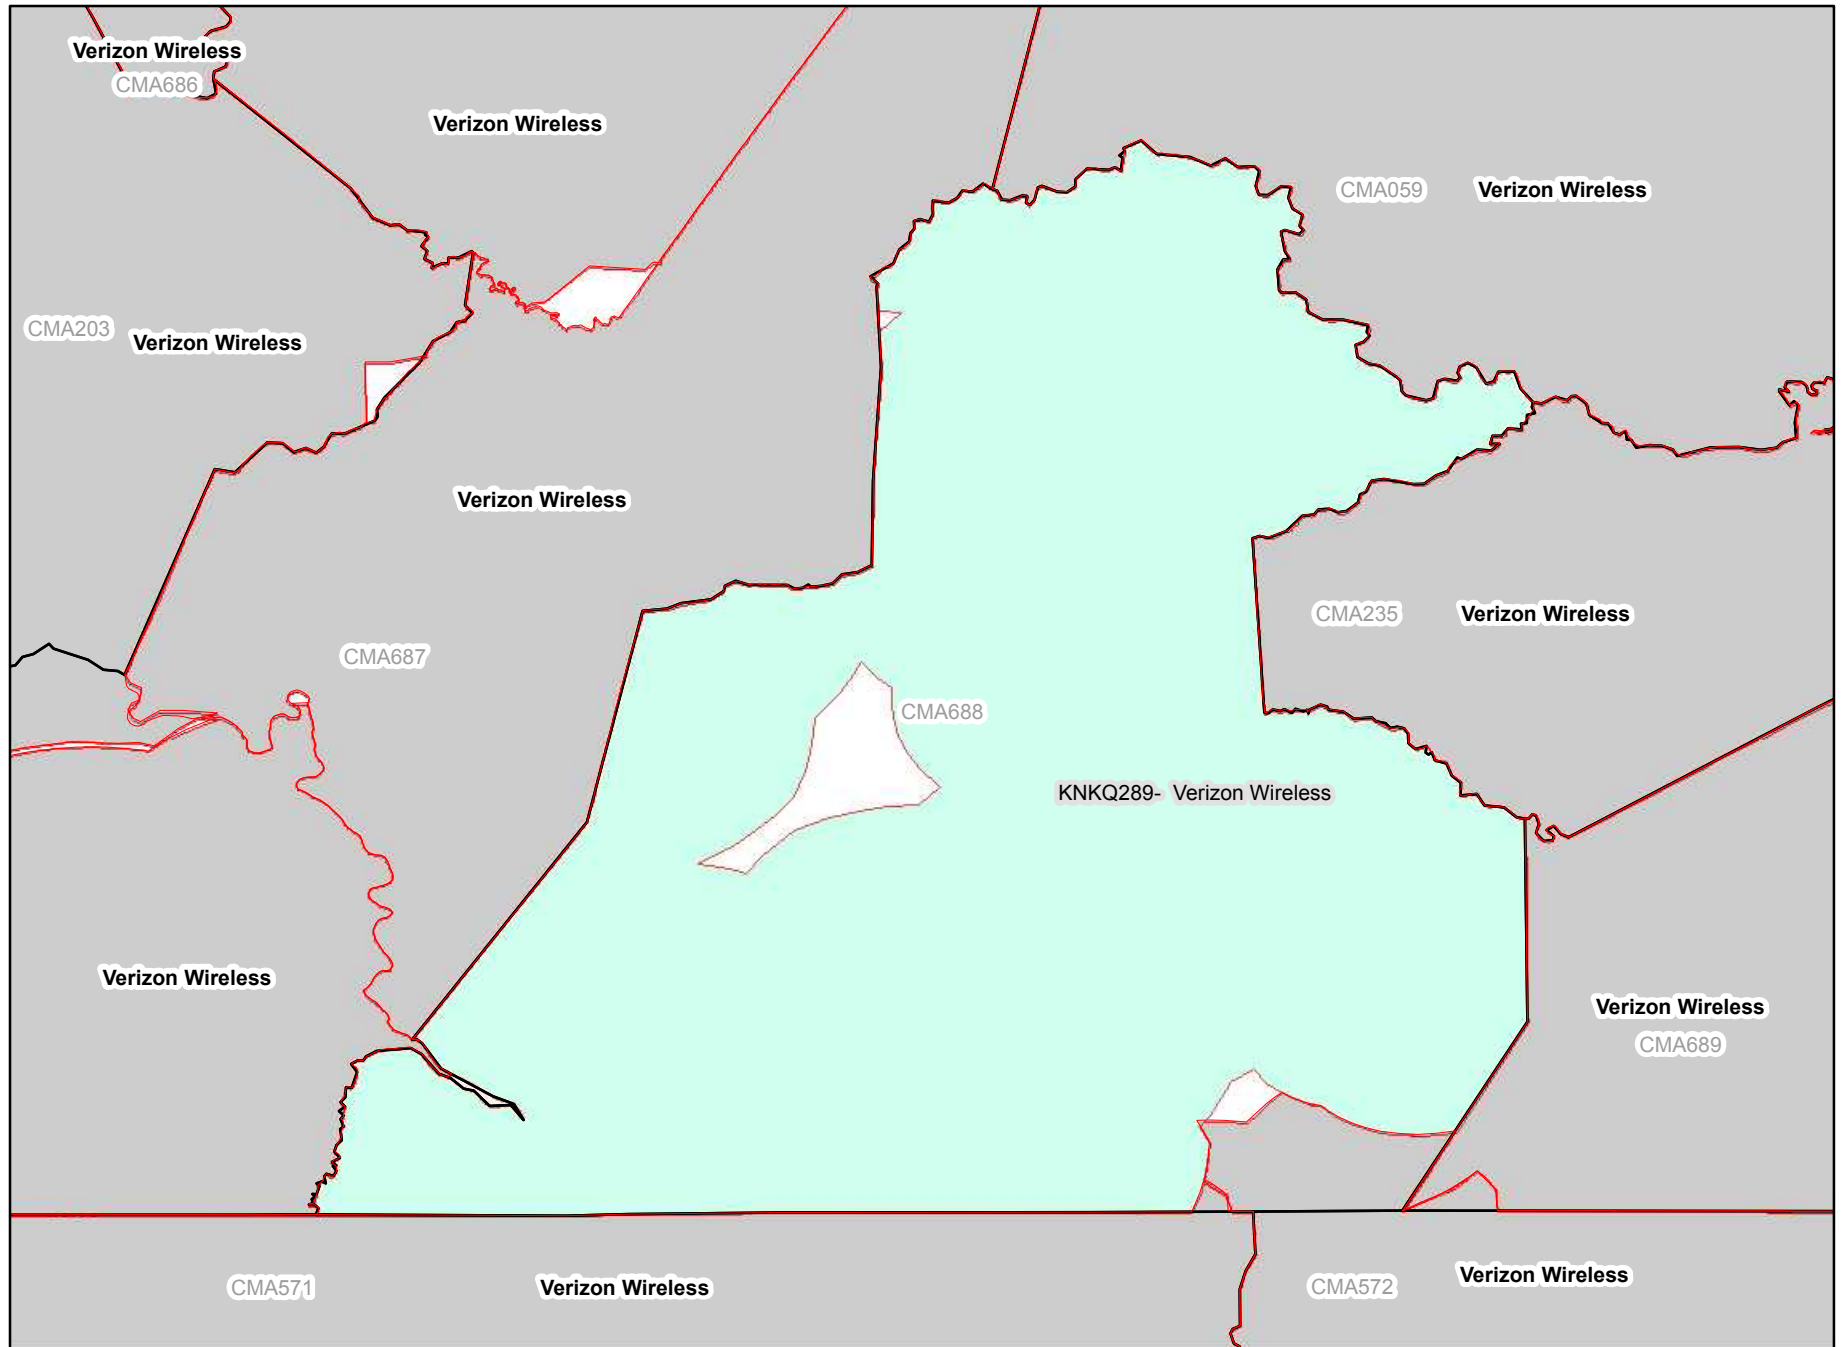 Verizon Wireless
CMA686
Verizon Wireless
CMA059 Verizon Wireless
CMA203 Verizon Wireless
Verizon Wireless
CMA235 Verizon Wireless
CMA687
CMA688
KNKQ289- Verizon Wireless
Verizon Wireless
Verizon Wireless
CMA689
CMA571 Verizon Wireless
CMA572 Verizon Wireless